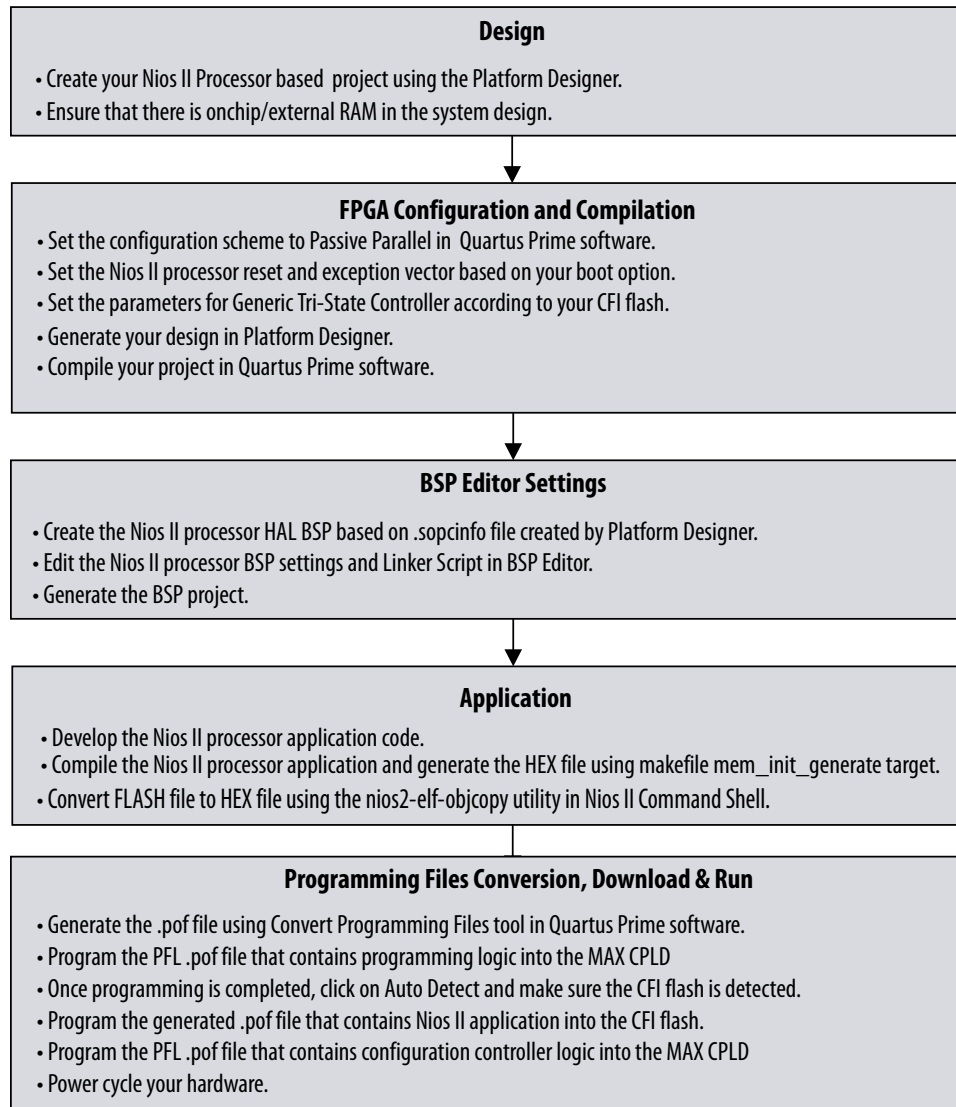 Design
• Create your Nios II Processor based project using the Platform Designer.
• Ensure that there is onchip/external RAM in the system design.
FPGA Configuration and Compilation
• Set the configuration scheme to Passive Parallel in Quartus Prime software.
• Set the Nios II processor reset and exception vector based on your boot option.
• Set the parameters for Generic Tri-State Controller according to your CFI flash.
• Generate your design in Platform Designer.
• Compile your project in Quartus Prime software.
BSP Editor Settings
• Create the Nios II processor HAL BSP based on .sopcinfo file created by Platform Designer.
• Edit the Nios II processor BSP settings and Linker Script in BSP Editor.
• Generate the BSP project.
Application
• Develop the Nios II processor application code.
• Compile the Nios II processor application and generate the HEX file using makefile mem_init_generate target.
• Convert FLASH file to HEX file using the nios2-elf-objcopy utility in Nios II Command Shell.
Programming Files Conversion, Download & Run
• Generate the .pof file using Convert Programming Files tool in Quartus Prime software.
• Program the PFL .pof file that contains programming logic into the MAX CPLD
• Once programming is completed, click on Auto Detect and make sure the CFI flash is detected.
• Program the generated .pof file that contains Nios II application into the CFI flash.
• Program the PFL .pof file that contains configuration controller logic into the MAX CPLD
• Power cycle your hardware.